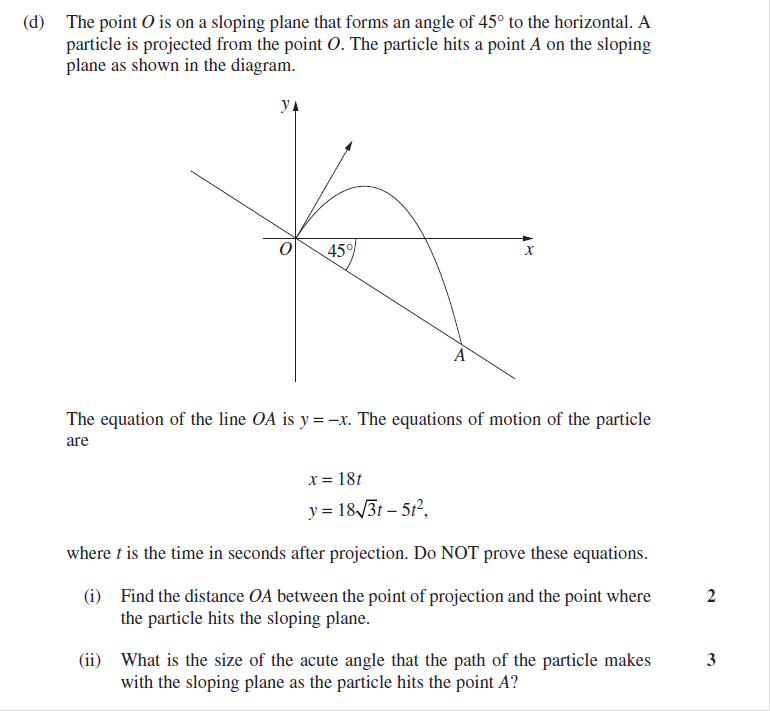 (d) The point O is on a sloping plane that forms an angle of 45° to the horizontal. A
particle is projected from the point O. The particle hits a point A on the sloping
plane as shown in the diagram.
y
O
45°
x
A
The equation of the line OA is y = −x. The equations of motion of the particle
are
x = 18t
y = 18√3t − 5t²,
where t is the time in seconds after projection. Do NOT prove these equations.
(i) Find the distance OA between the point of projection and the point where 2
the particle hits the sloping plane.
(ii) What is the size of the acute angle that the path of the particle makes 3
with the sloping plane as the particle hits the point A?